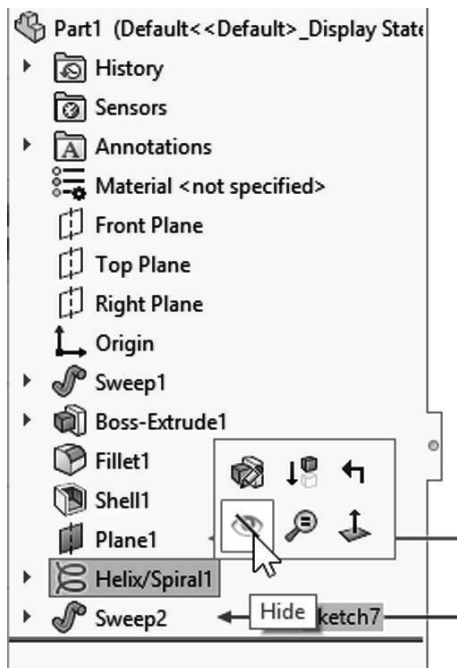 Part1 (Default<<Default>_Display State
History
Sensors
A Annotations
Material <not specified>
Front Plane
Top Plane
Right Plane
Origin
Sweep1
Boss-Extrude1
Fillet1
Shell1
Plane1
Helix/Spiral1
Sweep2 Hide ketch7